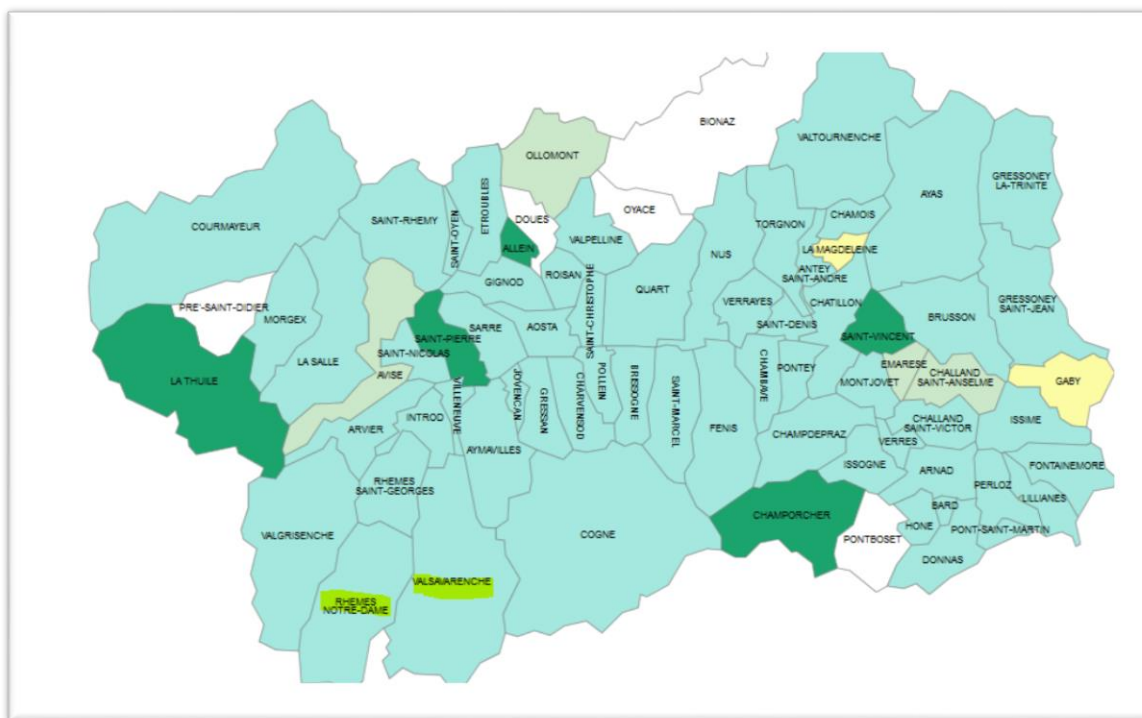 BIONAZ
VALTOURNENCHE
OLLOMONT
GRESSONEY
LA-TRINITE
AYAS
COURMAYEUR
SAINT-RHEMY
SAINT-OYEN
ETROUBLES
DOUES
OYACE
TORGNON
CHAMOIS
ALLEIN
VALPELLINE
NUS
LA MAGDELEINE
ANTEY
SAINT-ANDRE
GIGNOD
ROISAN
SAINT-CHRISTOPHE
QUART
PRE'-SAINT-DIDIER
MORGEX
VERRAYES
CHATILLON
GRESSONEY
SAINT-JEAN
BRUSSON
SARRE
AOSTA
SAINT-DENIS
SAINT-PIERRE
SAINT-VINCENT
LA SALLE
SAINT-NICOLAS
EMARESE
CHALLAND
SAINT-ANSELME
LA THUILE
AVISE
VILLENEUVE
JOVENCAN
GRESSAN
CHARVENSOD
POLLEIN
BRISSOGNE
SAINT-MARCEL
CHAMBAVE
PONTEY
MONTJOVET
GABY
INTROD
ARVIER
CHALLAND
SAINT-VICTOR
ISSIME
AYMAVILLES
FENIS
CHAMPDEPRAZ
VERRES
ISSOGNE
ARNAD
FONTAINEMORE
RHEMES
SAINT-GEORGES
PERLOZ
LILLIANES
BARD
CHAMPORCHER
HONE
PONT-SAINT-MARTIN
VALGRISENCHE
COGNE
PONTBOSET
DONNAS
VALSAVARENCHE
RHEMES
NOTRE-DAME